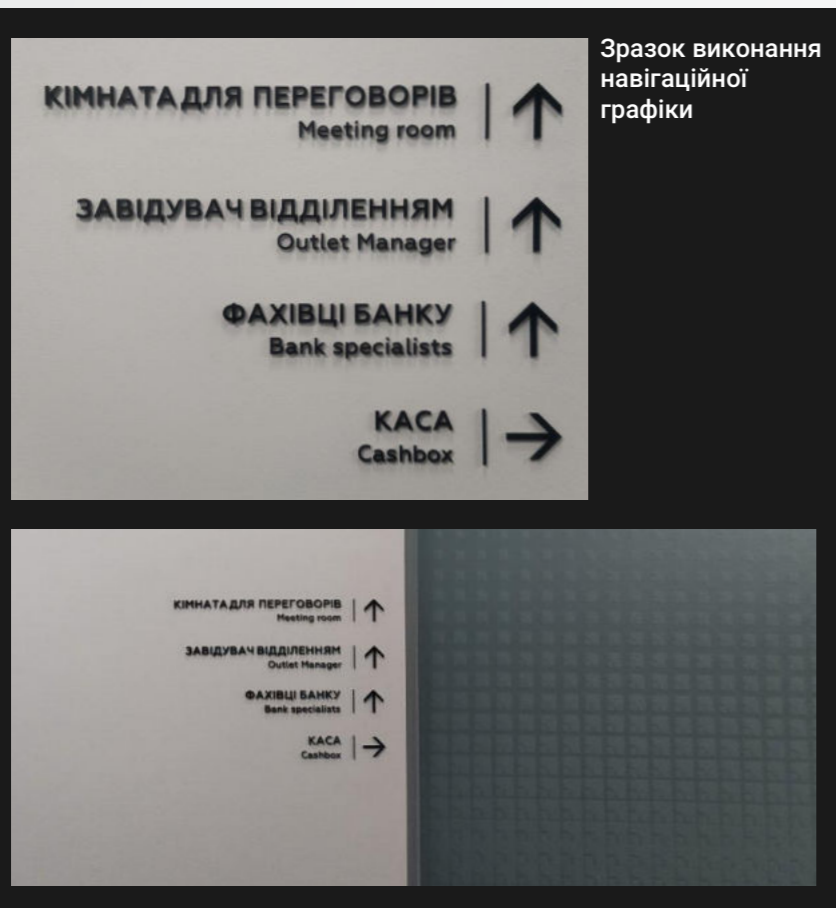 Зразок виконання
навігаційної
графіки
КІМНАТА ДЛЯ ПЕРЕГОВОРІВ
Meeting room
ЗАВІДУВАЧ ВІДДІЛЕННЯМ
Outlet Manager
ФАХІВЦІ БАНКУ
Bank specialists
КАСА
Cashbox
КІМНАТА ДЛЯ ПЕРЕГОВОРІВ
Meeting room
ЗАВІДУВАЧ ВІДДІЛЕННЯМ
Outlet Manager
ФАХІВЦІ БАНКУ
Bank specialists
КАСА
Cashbox